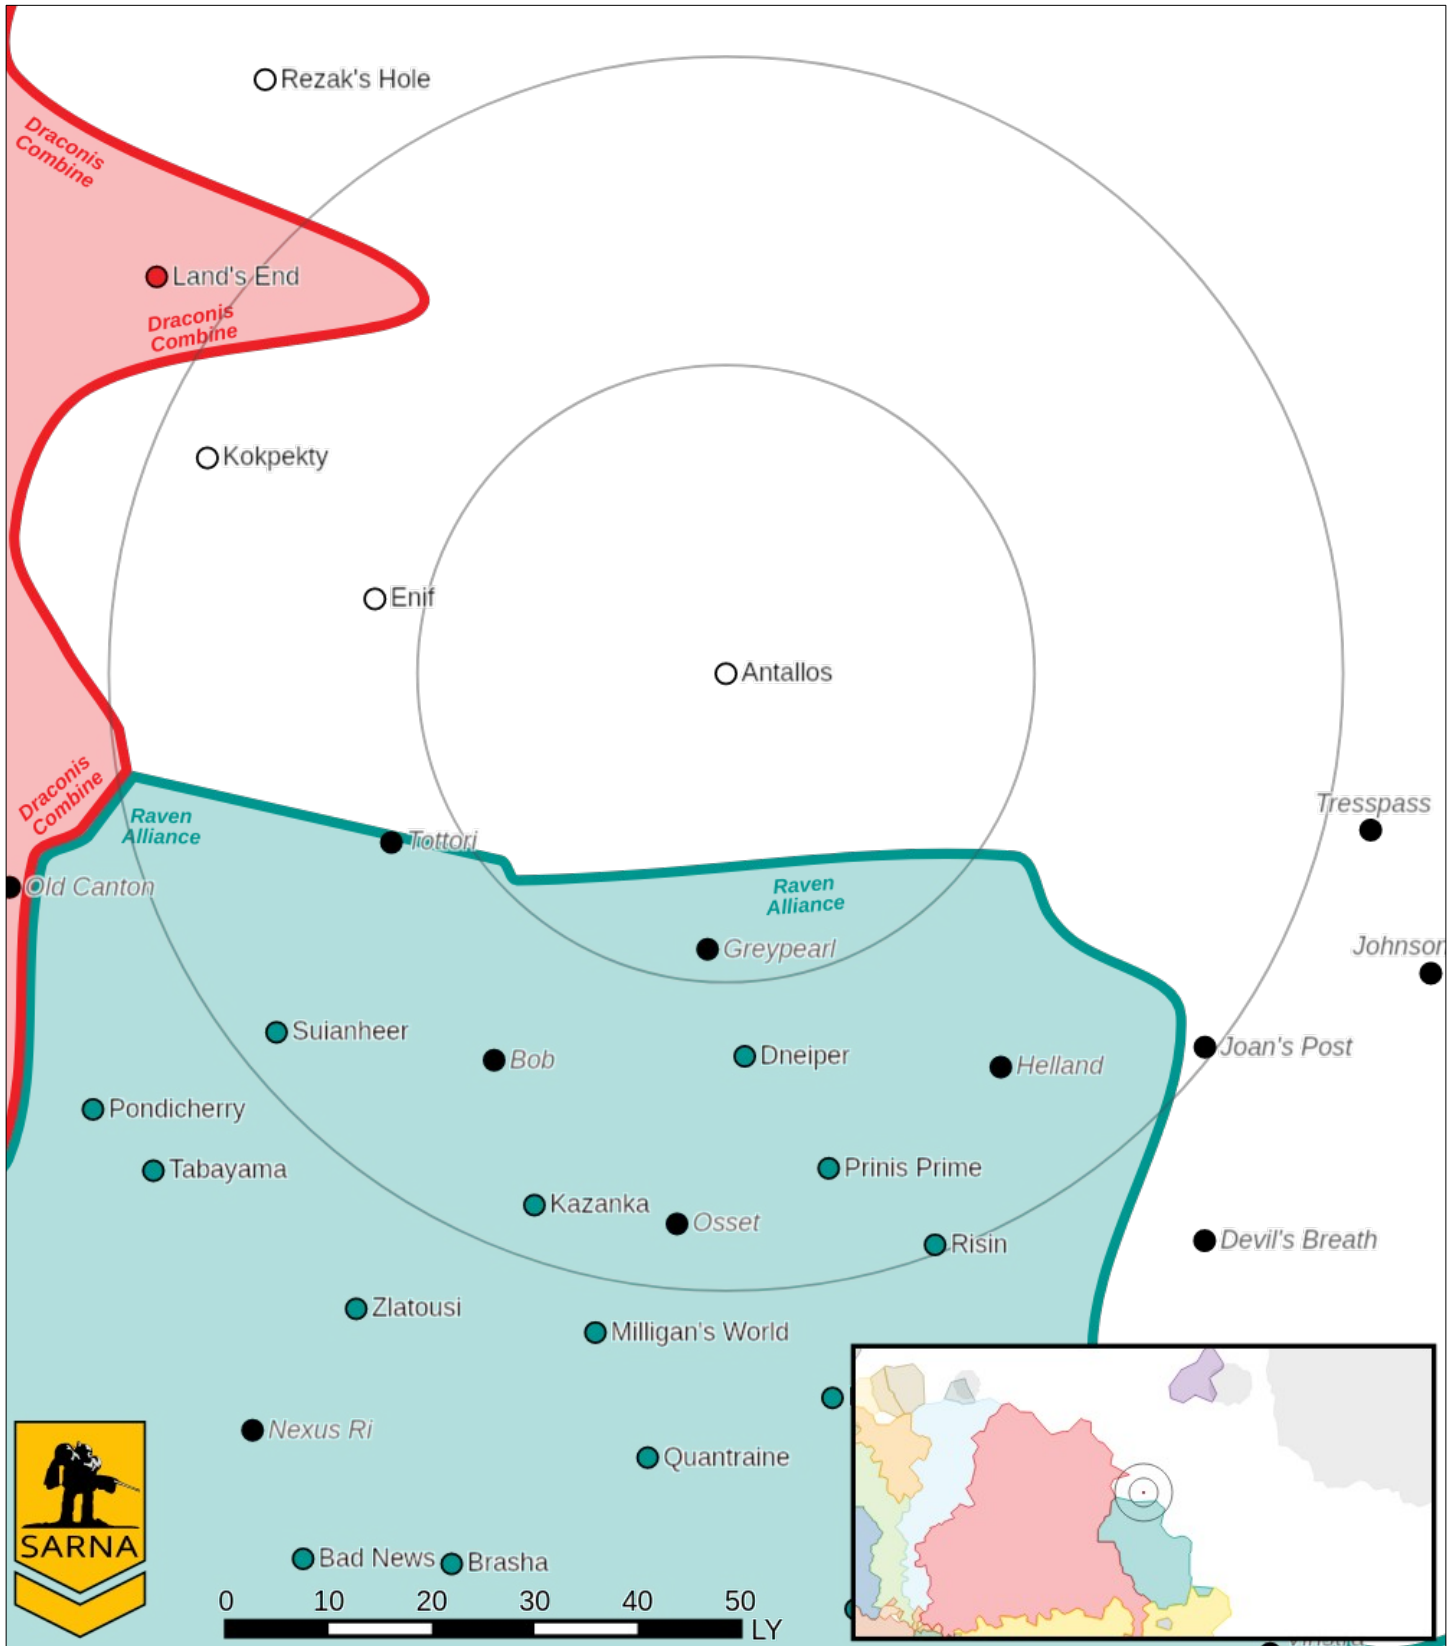 Rezak's Hole
Draconis
Combine
Land's End
Draconis
Combine
Kokpekty
Enif
Antallos
Draconis
Combine
Raven
Alliance
Tresspass
Tottori
Old Canton
Raven
Alliance
Greypearl
Johnson
Suianheer
Bob
Dneiper
Helland
Joan's Post
Pondicherry
Tabayama
Prinis Prime
Kazanka
Osset
Risin
Devil's Breath
Zlatousi
Milligan's World
Nexus Ri
Quantraine
SARNA
Bad News
Brasha
0 10 20 30 40 50
LY